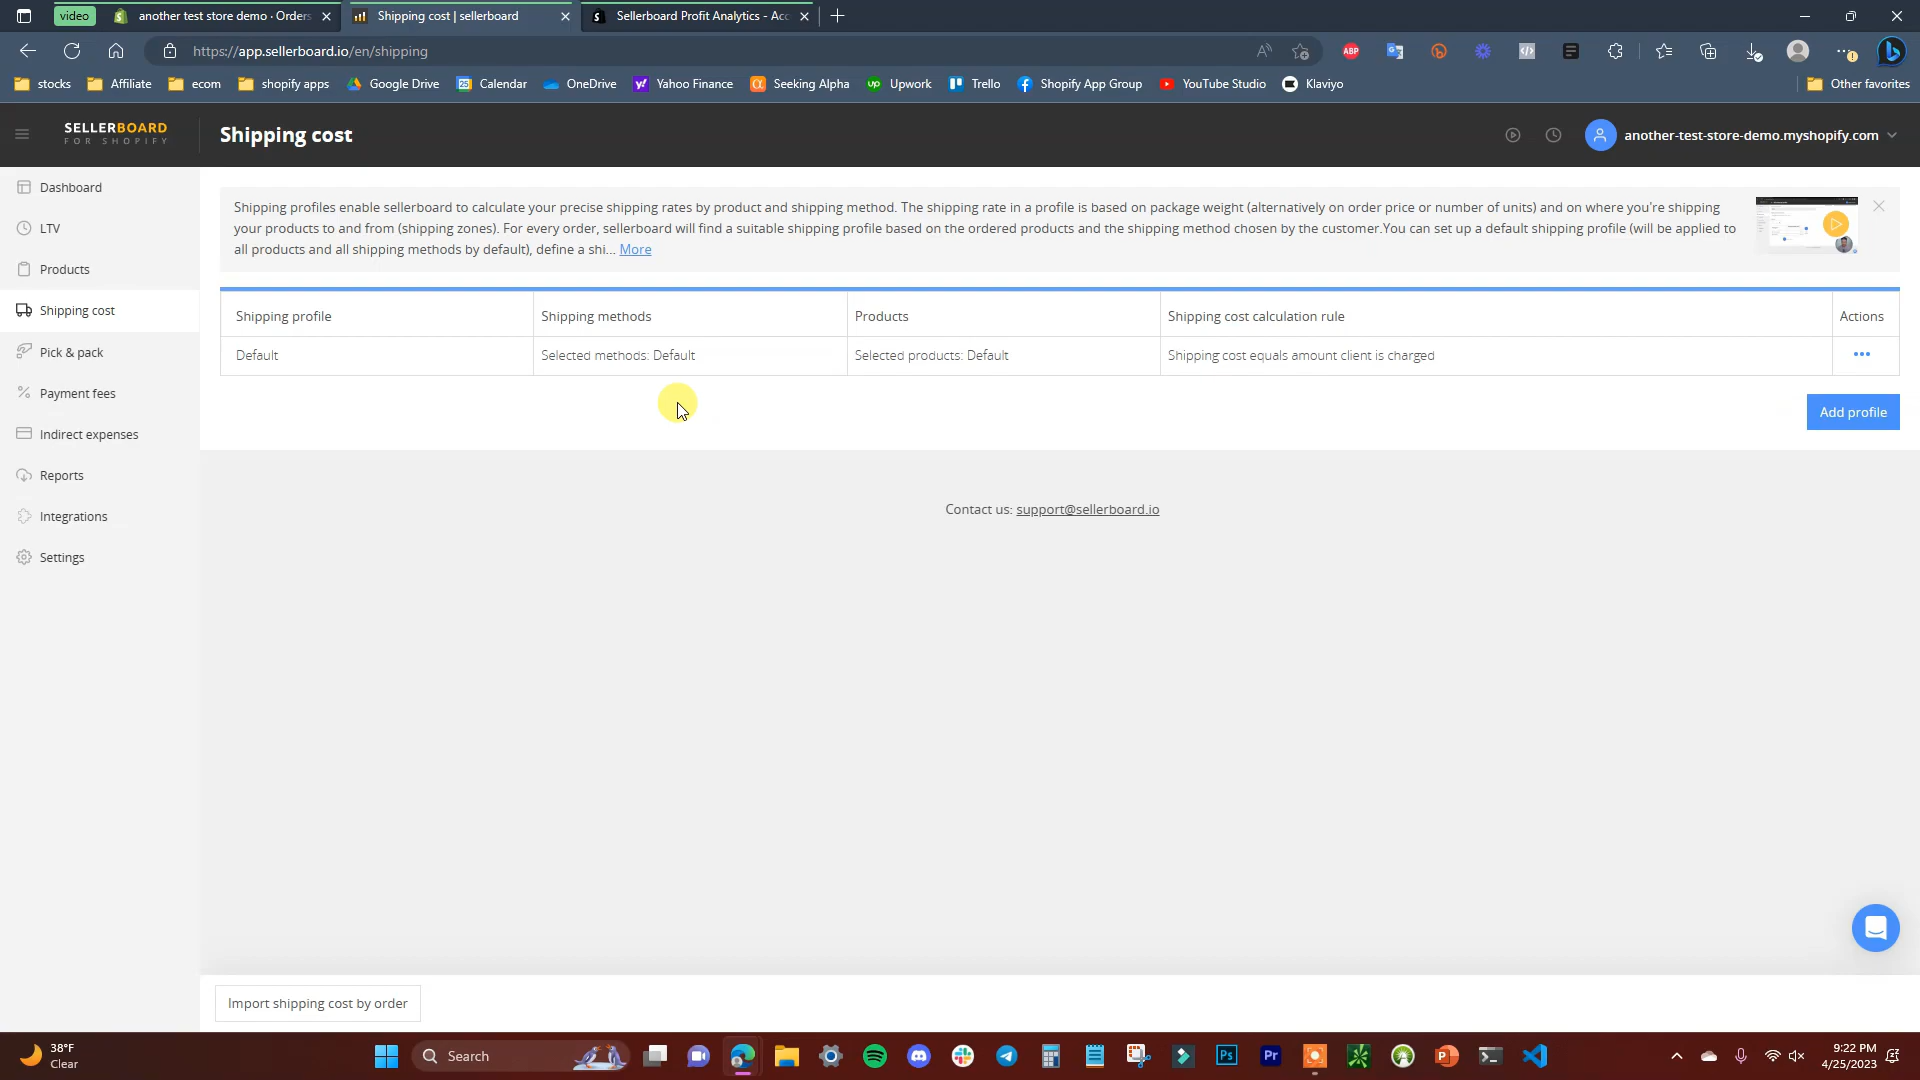 video
another test store demo · Orders
Shipping cost | sellerboard
Sellerboard Profit Analytics - Acc
https://app.sellerboard.io/en/shipping
ABP
stocks
Affiliate
ecom
shopify apps
Google Drive
Calendar
OneDrive
Yahoo Finance
Seeking Alpha
Upwork
Trello
Shopify App Group
YouTube Studio
Klaviyo
Other favorites
SELLERBOARD
FOR SHOPIFY
Shipping cost
another-test-store-demo.myshopify.com
Dashboard
LTV
Products
Shipping cost
Pick & pack
Payment fees
Indirect expenses
Reports
Integrations
Settings
Shipping profiles enable sellerboard to calculate your precise shipping rates by product and shipping method. The shipping rate in a profile is based on package weight (alternatively on order price or number of units) and on where you're shipping
your products to and from (shipping zones). For every order, sellerboard will find a suitable shipping profile based on the ordered products and the shipping method chosen by the customer.You can set up a default shipping profile (will be applied to
all products and all shipping methods by default), define a shi... More
Shipping profile Shipping methods Products Shipping cost calculation rule Actions
Default Selected methods: Default Selected products: Default Shipping cost equals amount client is charged
Add profile
Contact us: support@sellerboard.io
Import shipping cost by order
38°F
Clear
Search
Ps
Pr
9:22 PM
4/25/2023